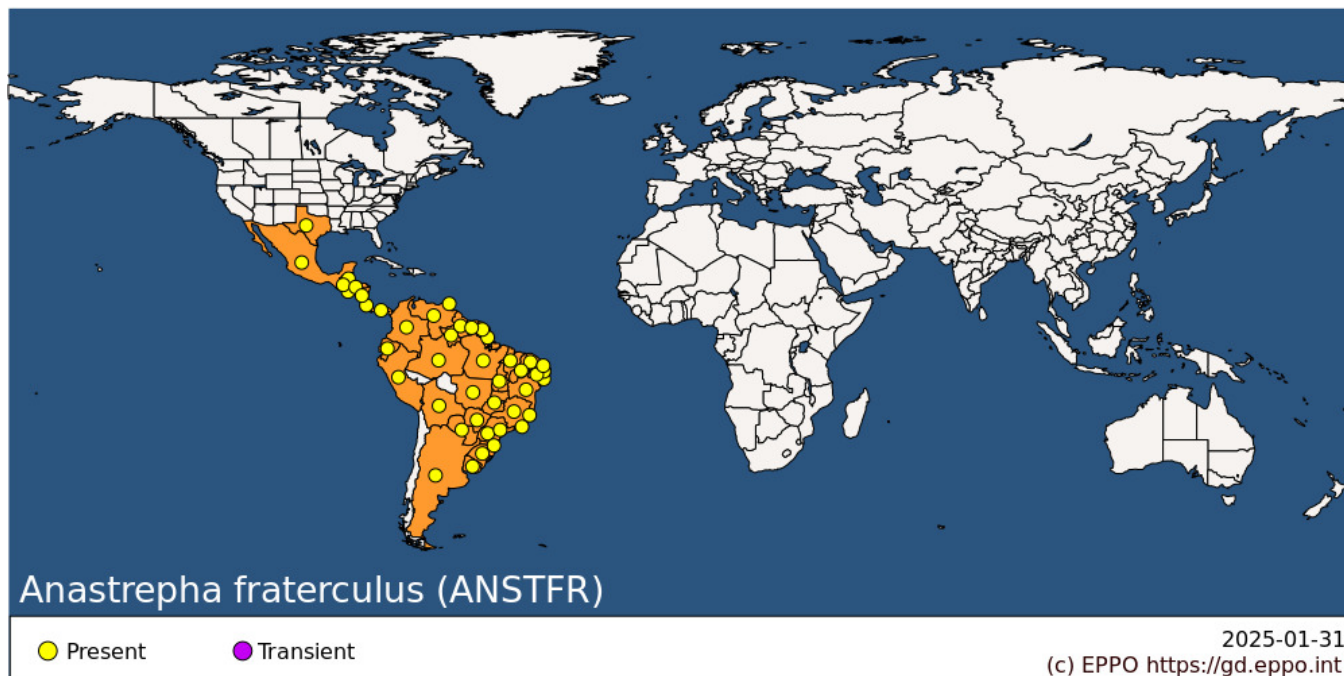 Anastrepha fraterculus (ANSTFR)
Present
Transient
2025-01-31
(c) EPPO https://gd.eppo.int